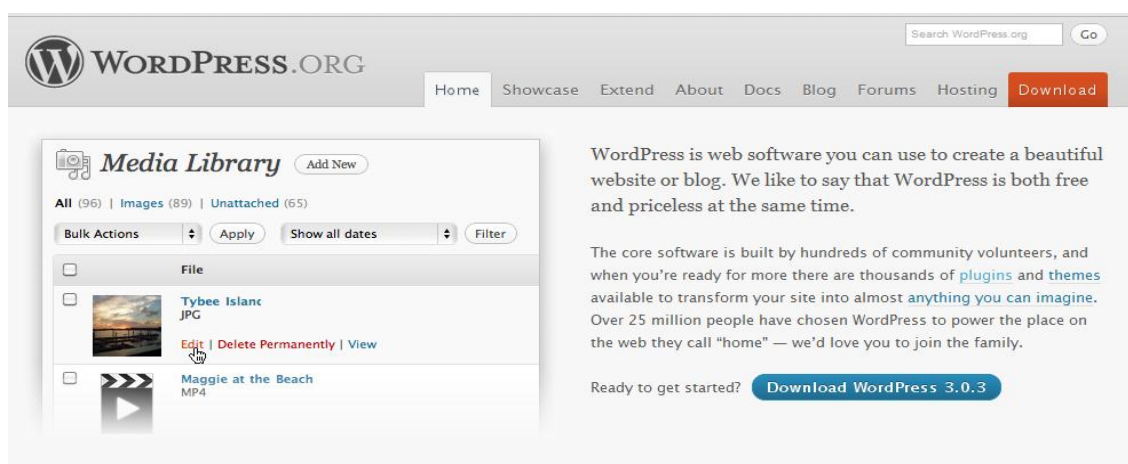 Search WordPress.org Go
WORDPRESS.ORG
Home Showcase Extend About Docs Blog Forums Hosting Download
Media Library Add New
All (96) | Images (89) | Unattached (65)
Bulk Actions Apply Show all dates Filter
File
Tybee Islanc
JPG
Edit | Delete Permanently | View
Maggie at the Beach
MP4
WordPress is web software you can use to create a beautiful
website or blog. We like to say that WordPress is both free
and priceless at the same time.
The core software is built by hundreds of community volunteers, and
when you're ready for more there are thousands of plugins and themes
available to transform your site into almost anything you can imagine.
Over 25 million people have chosen WordPress to power the place on
the web they call “home” — we'd love you to join the family.
Ready to get started? Download WordPress 3.0.3